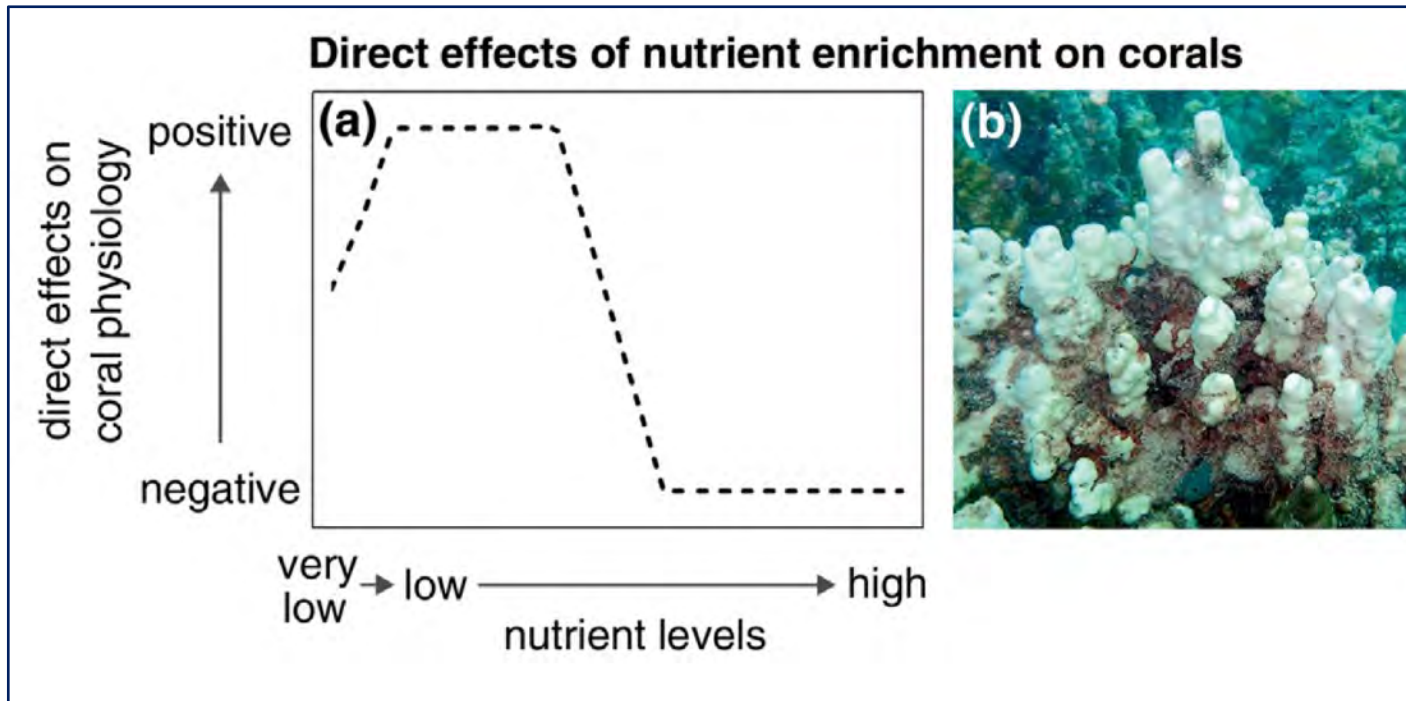 Direct effects of nutrient enrichment on corals
(a)
(b)
direct effects on
coral physiology
positive
negative
very
low
low
high
nutrient levels